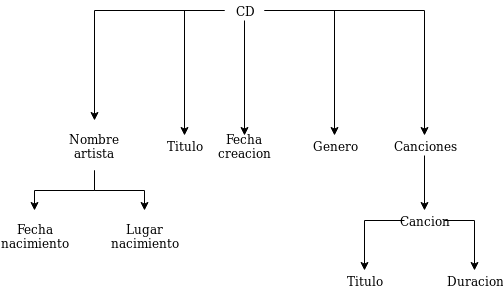 CD
Nombre
artista
Titulo
Fecha
creacion
Genero
Canciones
Fecha
nacimiento
Lugar
nacimiento
Cancion
Titulo
Duracion